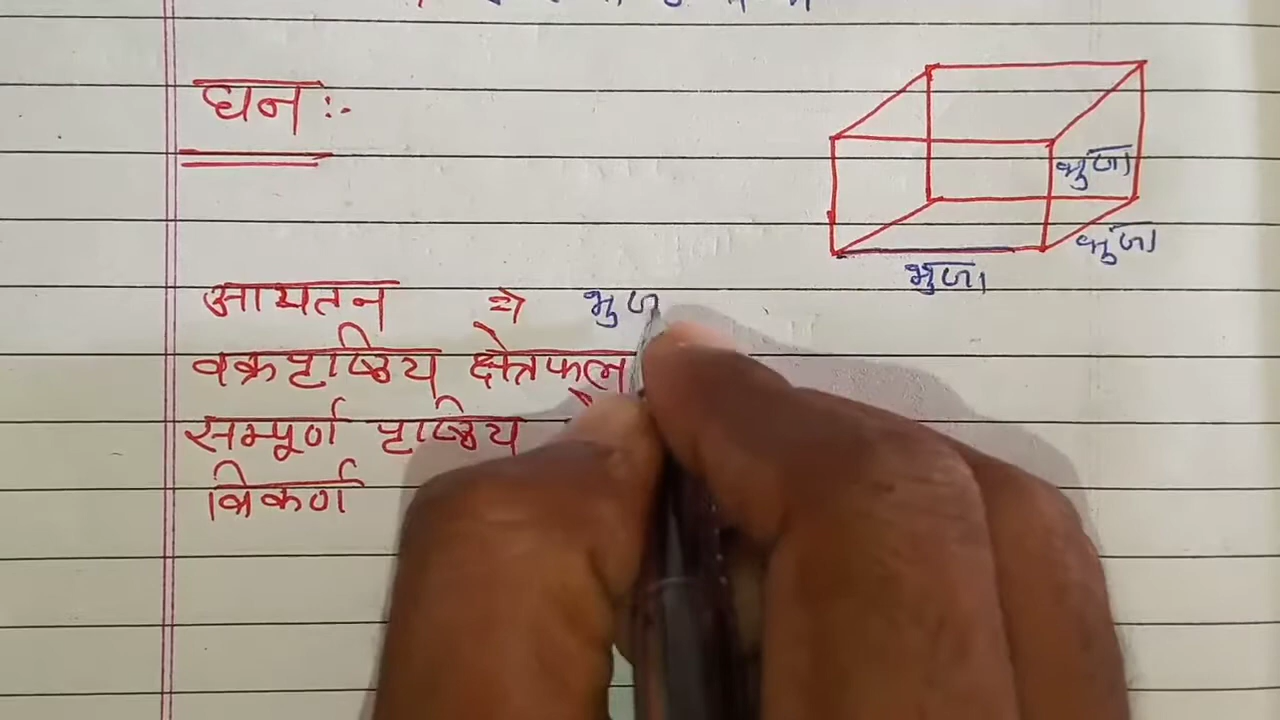 घन :-
भुजा
भुजा
भुजा
आयतन ⇒ भुज
वक्रपृष्ठिय क्षेत्रफल
सम्पूर्ण पृष्ठिय
विकर्ण